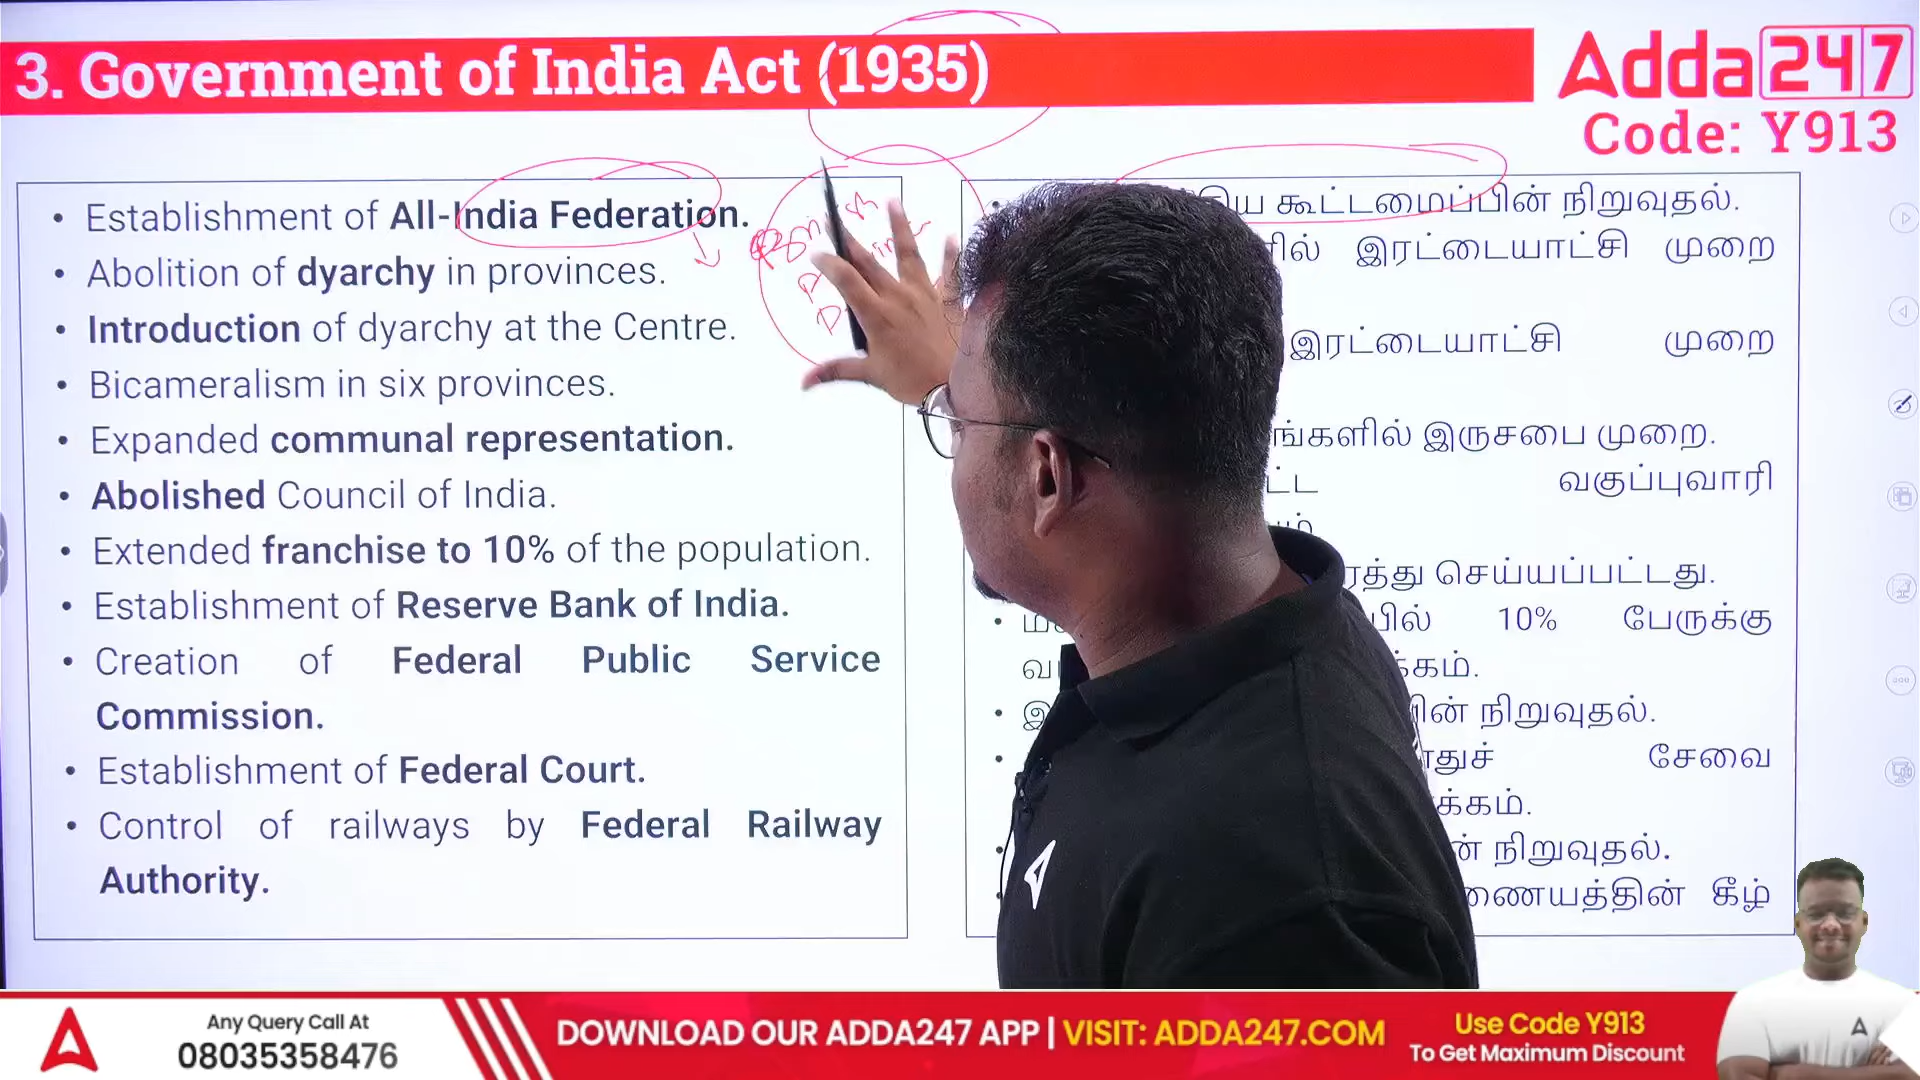 3. Government of India Act (1935)
Adda247
Code: Y913
• Establishment of All-India Federation.
• Abolition of dyarchy in provinces.
• Introduction of dyarchy at the Centre.
• Bicameralism in six provinces.
• Expanded communal representation.
• Abolished Council of India.
• Extended franchise to 10% of the population.
• Establishment of Reserve Bank of India.
• Creation of Federal Public Service
Commission.
• Establishment of Federal Court.
• Control of railways by Federal Railway
Authority.
British
கூட்டமைப்பின் நிறுவுதல்.
இரட்டையாட்சி முறை
இரட்டையாட்சி முறை
இருசபை முறை.
வகுப்புவாரி
செய்யப்பட்டது.
10% பேருக்கு
நிறுவுதல்.
சேவை
நிறுவுதல்.
கீழ்
Any Query Call At
08035358476
DOWNLOAD OUR ADDA247 APP | VISIT: ADDA247.COM
Use Code Y913
To Get Maximum Discount